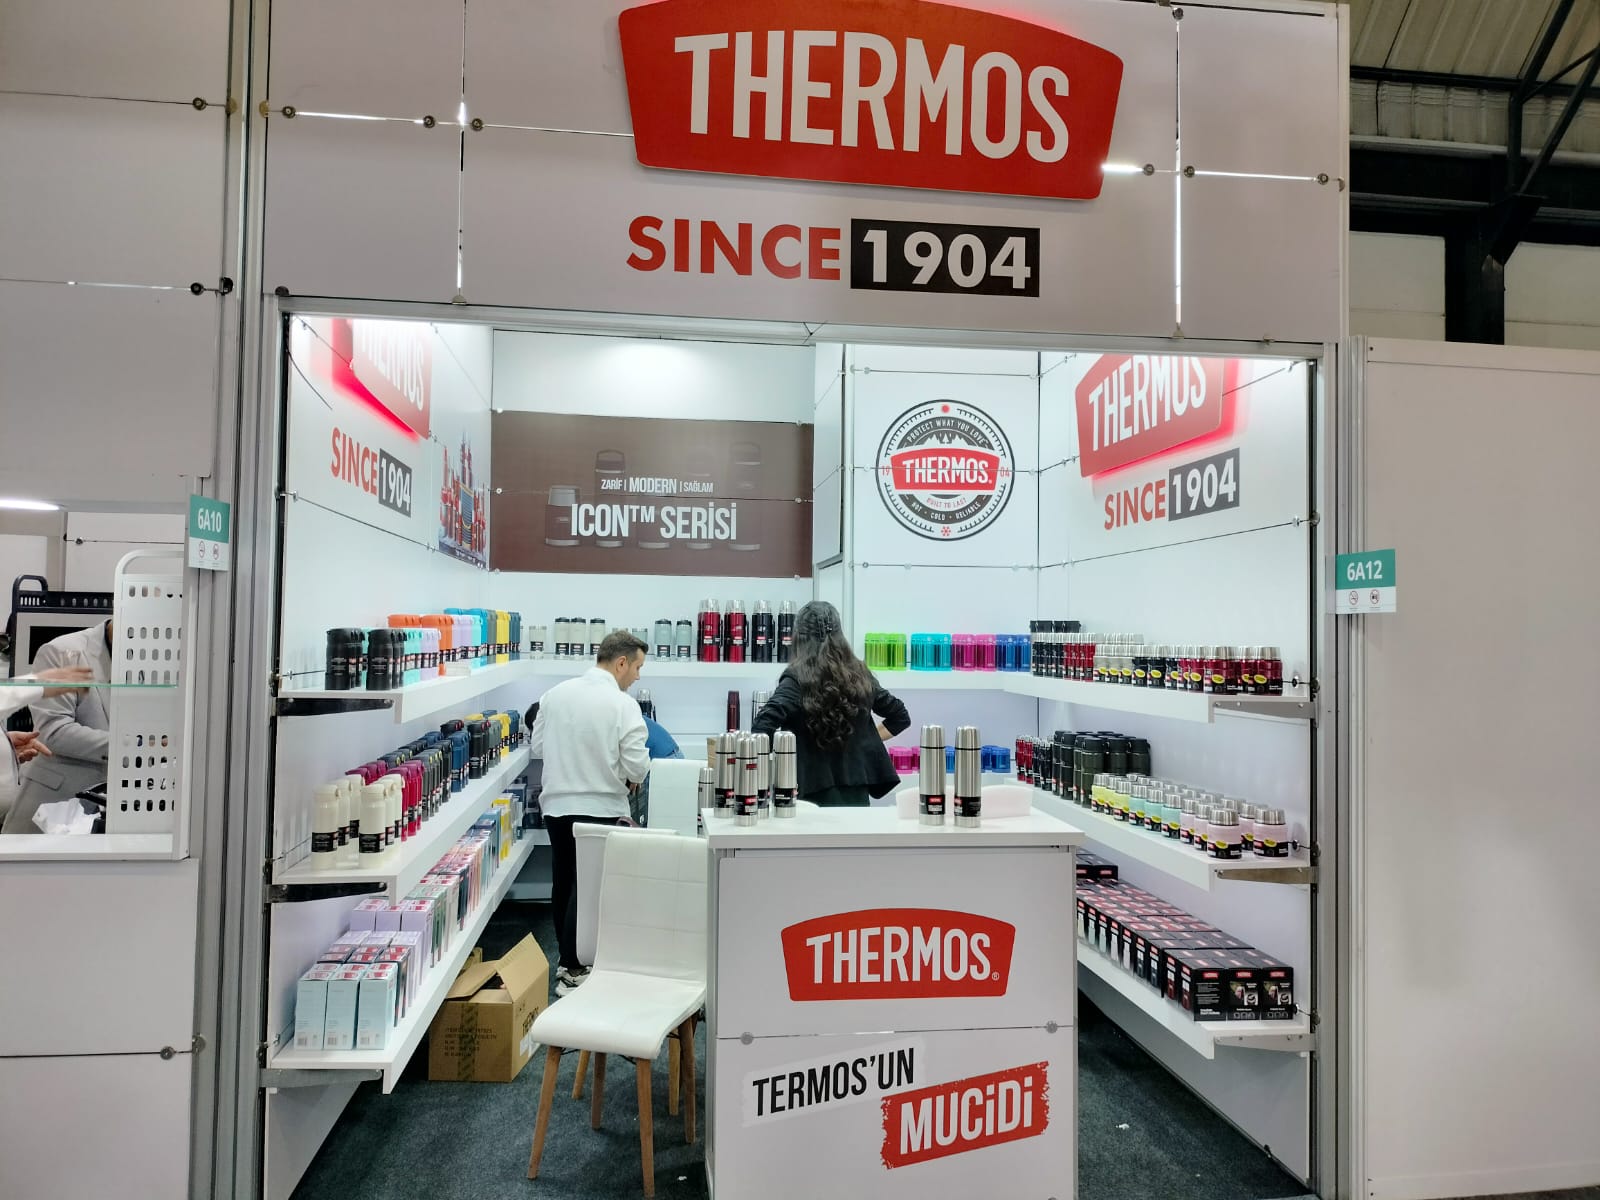 THERMOS
SINCE 1904
THERMOS
SINCE 1904
ZARİF | MODERN | SAĞLAM
ICON™ SERİSİ
PROTECT WHAT YOU LOVE
19 THERMOS. 04
BUILT TO LAST
HOT · COLD · RELIABLE
THERMOS
SINCE 1904
6A10
6A12
THERMOS®
TERMOS'UN
MUCİDİ